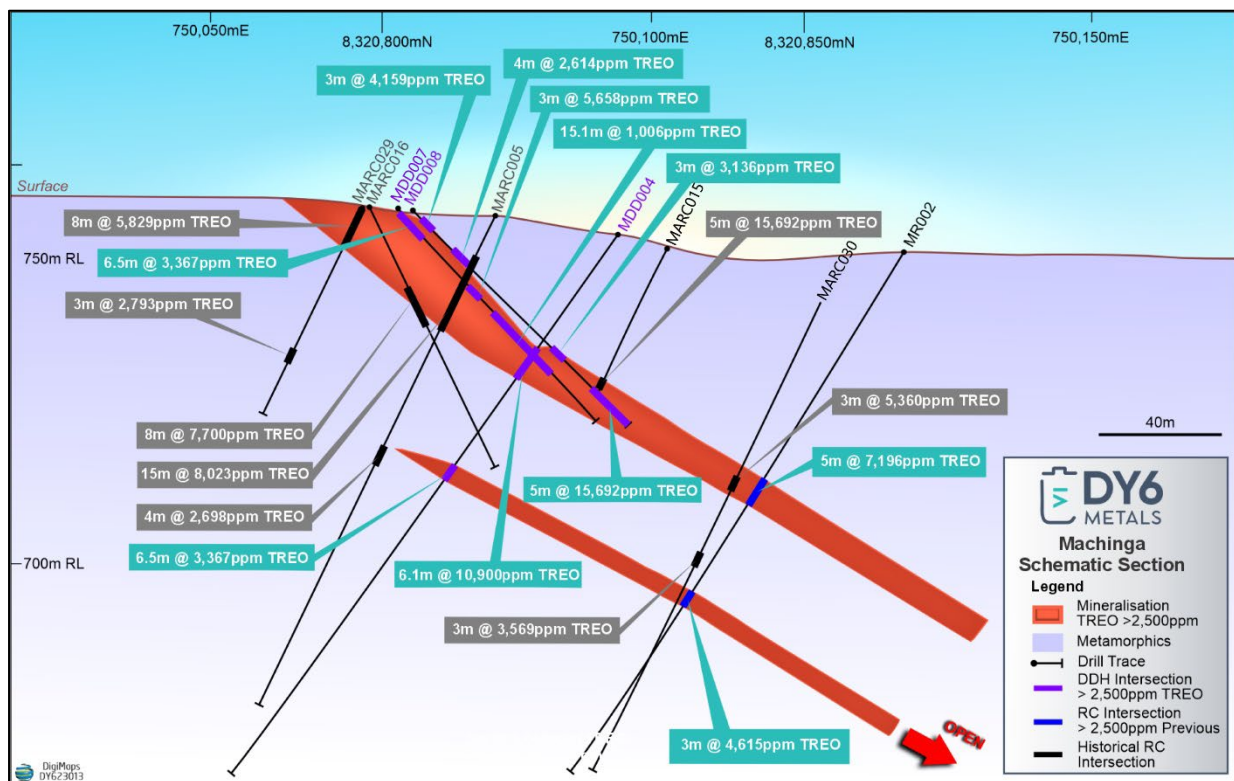 750,050mE
8,320,800mN
750,100mE
8,320,850mN
750,150mE
3m @ 4,159ppm TREO
4m @ 2,614ppm TREO
3m @ 5,658ppm TREO
15.1m @ 1,006ppm TREO
3m @ 3,136ppm TREO
Surface
MARC029
MARC016
MDD007
MDD008
MARC005
MDD004
MARC015
MARC030
MR002
8m @ 5,829ppm TREO
5m @ 15,692ppm TREO
750m RL
6.5m @ 3,367ppm TREO
3m @ 2,793ppm TREO
3m @ 5,360ppm TREO
8m @ 7,700ppm TREO
40m
15m @ 8,023ppm TREO
5m @ 7,196ppm TREO
4m @ 2,698ppm TREO
5m @ 15,692ppm TREO
700m RL
6.5m @ 3,367ppm TREO
6.1m @ 10,900ppm TREO
3m @ 3,569ppm TREO
3m @ 4,615ppm TREO
OPEN
DY6
METALS
Machinga
Schematic Section
Legend
Mineralisation
TREO >2,500ppm
Metamorphics
Drill Trace
DDH Intersection
> 2,500ppm TREO
RC Intersection
> 2,500ppm Previous
Historical RC
Intersection
DigiMaps
DY623013